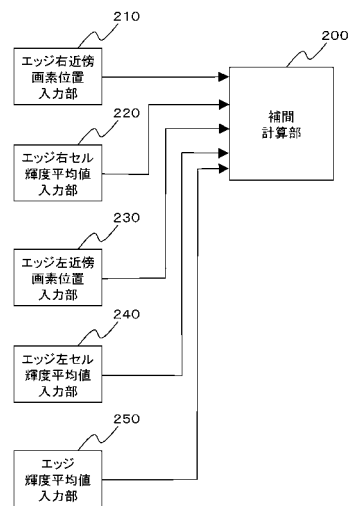 210
エッジ右近傍
画素位置
入力部
200
補間
計算部
220
エッジ右セル
輝度平均値
入力部
230
エッジ左近傍
画素位置
入力部
240
エッジ左セル
輝度平均値
入力部
250
エッジ
輝度平均値
入力部